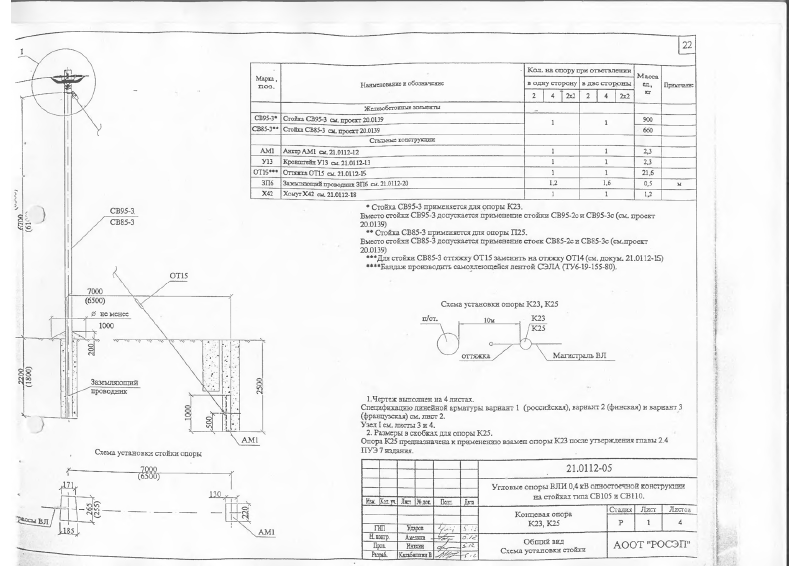 22
1
Марка, поз.
Наименование и обозначение
Кол. на опору при ответвлении
в одну сторону
в две стороны
2 4 2х2 2 4 2х2
Масса ед., кг
Примечание
Железобетонные элементы
СВ95-3* Стойка СВ95-3 см. проект 20.0139 1 1 900
СВ85-3** Стойка СВ85-3 см. проект 20.0139 660
Стальные конструкции
АМ1 Анкер АМ1 см. 21.0112-12 1 1 2,3
У13 Кронштейн У13 см. 21.0112-13 1 1 2,3
ОТ15*** Оттяжка ОТ15 см. 21.0112-15 1 1 21,6
ЗП6 Заземляющий проводник ЗП6 см. 21.0112-20 1,2 1,6 0,5 м
Х42 Хомут Х42 см. 21.0112-18 1 1 1,2
* Стойка СВ95-3 применяется для опоры К23.
Вместо стойки СВ95-3 допускается применение стойки СВ95-2с и СВ95-3с (см. проект
20.0139)
** Стойка СВ85-3 применяется для опоры П25.
Вместо стойки СВ85-3 допускается применение стоек СВ85-2с и СВ85-3с (см.проект
20.0139)
***Для стойки СВ85-3 оттяжку ОТ15 заменить на отяжку ОТ14 (см. докум. 21.0112-15)
****Бандаж производить самоклеющейся лентой СЭЛА (ТУ6-19-155-80).
СВ95-3
СВ85-3
ОТ15
7000
(6500)
⌀ не менее
1000
200
2200
(1800)
Заземляющий
проводник
1000
500
2500
АМ1
Схема установки опоры К23, К25
п/ст.
10м
К23
К25
оттяжка
Магистраль ВЛ
1.Чертеж выполнен на 4 листах.
Спецификацию линейной арматуры вариант 1 (российская), вариант 2 (финская) и вариант 3
(французская) см. лист 2.
Узел I см. листы 3 и 4.
2. Размеры в скобках для опоры К25.
Опора К25 предназначена к применению взамен опоры К23 после утверждения главы 2.4
ПУЭ 7 издания.
Схема установки стойки опоры
7000
(6500)
171
265
(255)
185
трассы ВЛ
130
220
АМ1
21.0112-05
Угловые опоры ВЛИ 0,4 кВ одностоечной конструкции
на стойках типа СВ105 и СВ110.
Изм. Кол. уч. Лист № док. Подп. Дата
ГИП Ударов
Н. контр. Амелина
Пров.
Разраб. Калабашкин
Концевая опора
К23, К25
Стадия Лист Листов
Р 1 4
Общий вид
Схема установки стойки
АООТ "РОСЭП"